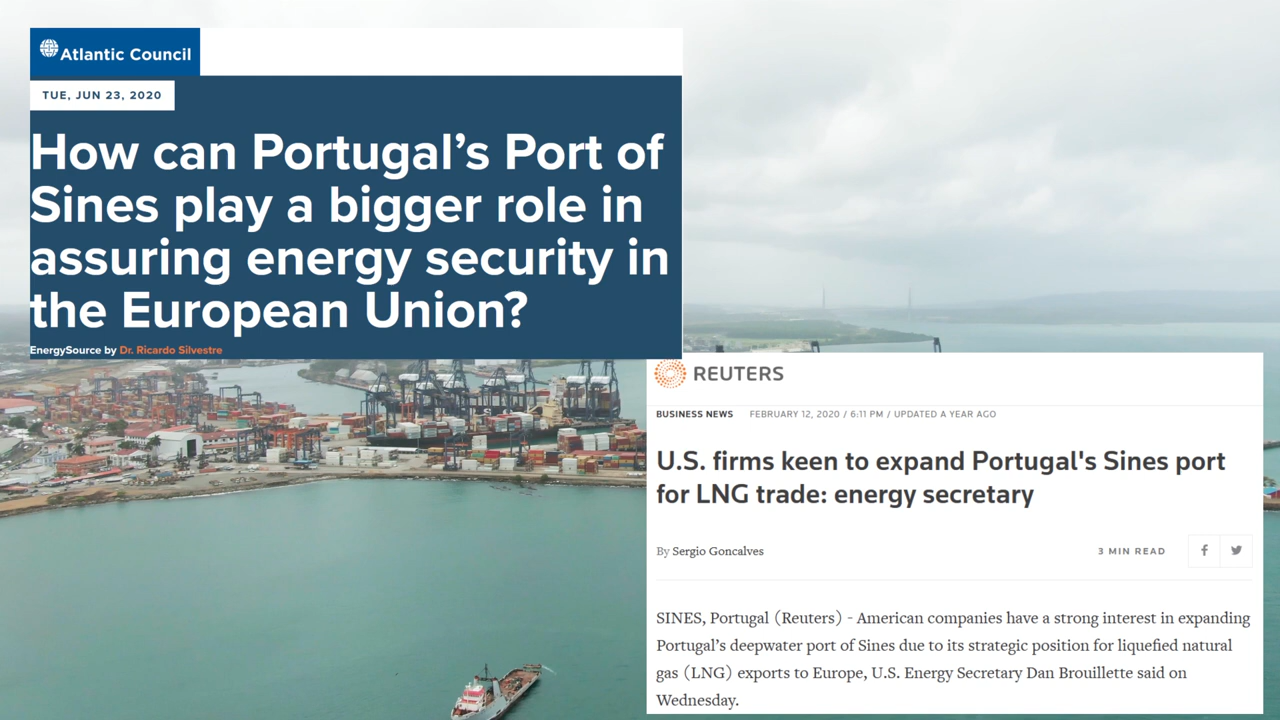 Atlantic Council
TUE, JUN 23, 2020
How can Portugal’s Port of
Sines play a bigger role in
assuring energy security in
the European Union?
EnergySource by Dr. Ricardo Silvestre
REUTERS
BUSINESS NEWS FEBRUARY 12, 2020 / 6:11 PM / UPDATED A YEAR AGO
U.S. firms keen to expand Portugal's Sines port
for LNG trade: energy secretary
By Sergio Goncalves
3 MIN READ
SINES, Portugal (Reuters) - American companies have a strong interest in expanding
Portugal’s deepwater port of Sines due to its strategic position for liquefied natural
gas (LNG) exports to Europe, U.S. Energy Secretary Dan Brouillette said on
Wednesday.